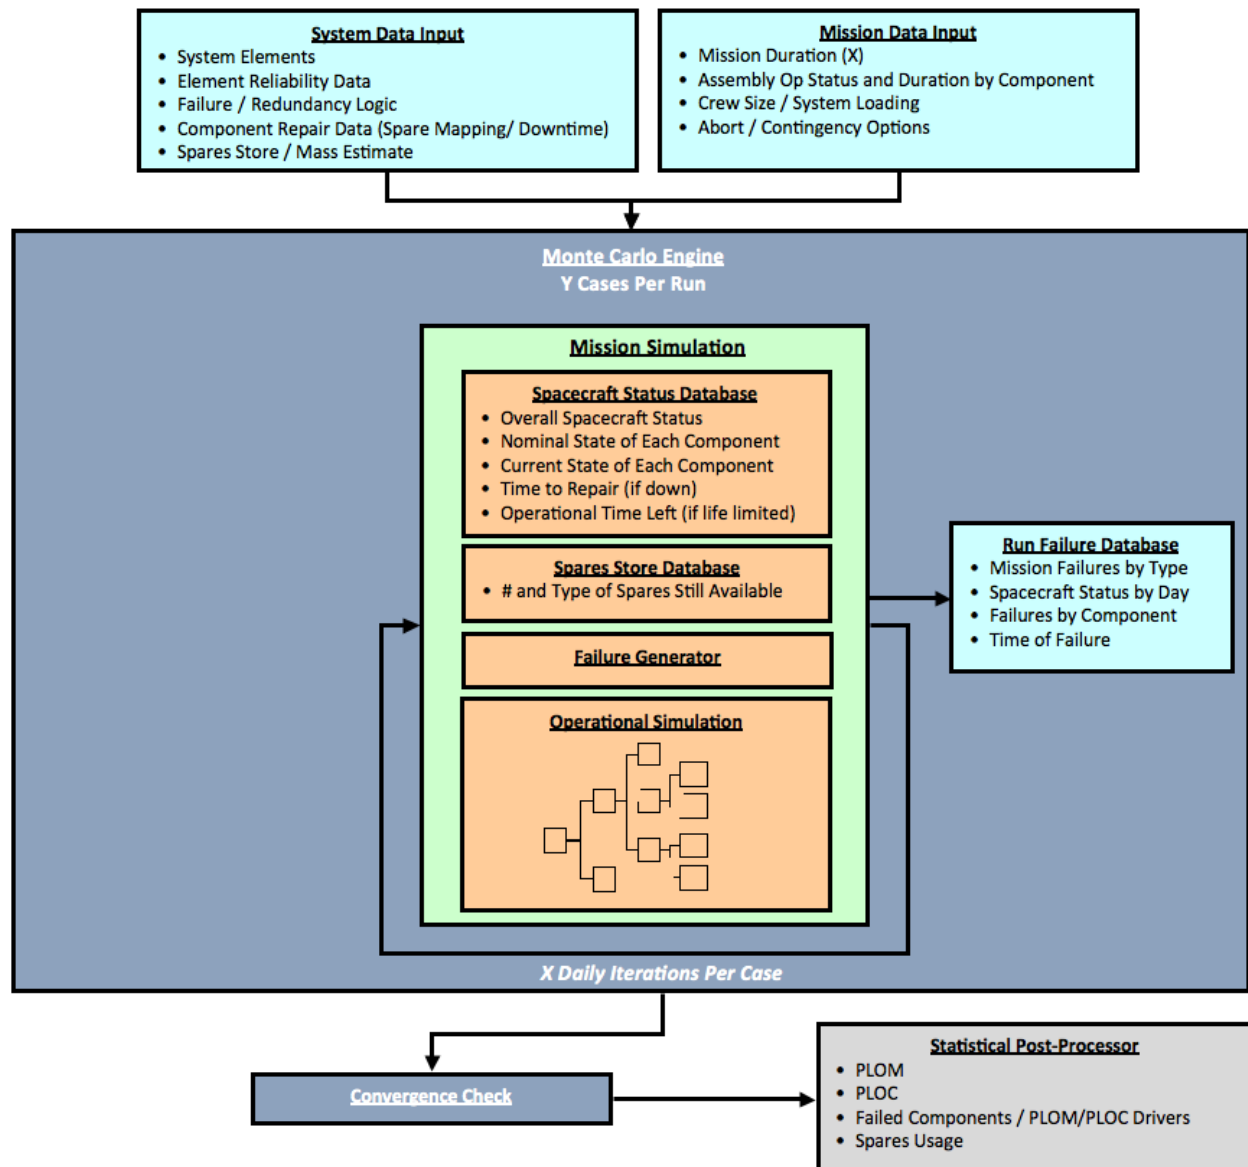 System Data Input
• System Elements
• Element Reliability Data
• Failure / Redundancy Logic
• Component Repair Data (Spare Mapping/ Downtime)
• Spares Store / Mass Estimate
Mission Data Input
• Mission Duration (X)
• Assembly Op Status and Duration by Component
• Crew Size / System Loading
• Abort / Contingency Options
Monte Carlo Engine
Y Cases Per Run
Mission Simulation
Spacecraft Status Database
• Overall Spacecraft Status
• Nominal State of Each Component
• Current State of Each Component
• Time to Repair (if down)
• Operational Time Left (if life limited)
Spares Store Database
• # and Type of Spares Still Available
Failure Generator
Operational Simulation
Run Failure Database
• Mission Failures by Type
• Spacecraft Status by Day
• Failures by Component
• Time of Failure
X Daily Iterations Per Case
Convergence Check
Statistical Post-Processor
• PLOM
• PLOC
• Failed Components / PLOM/PLOC Drivers
• Spares Usage